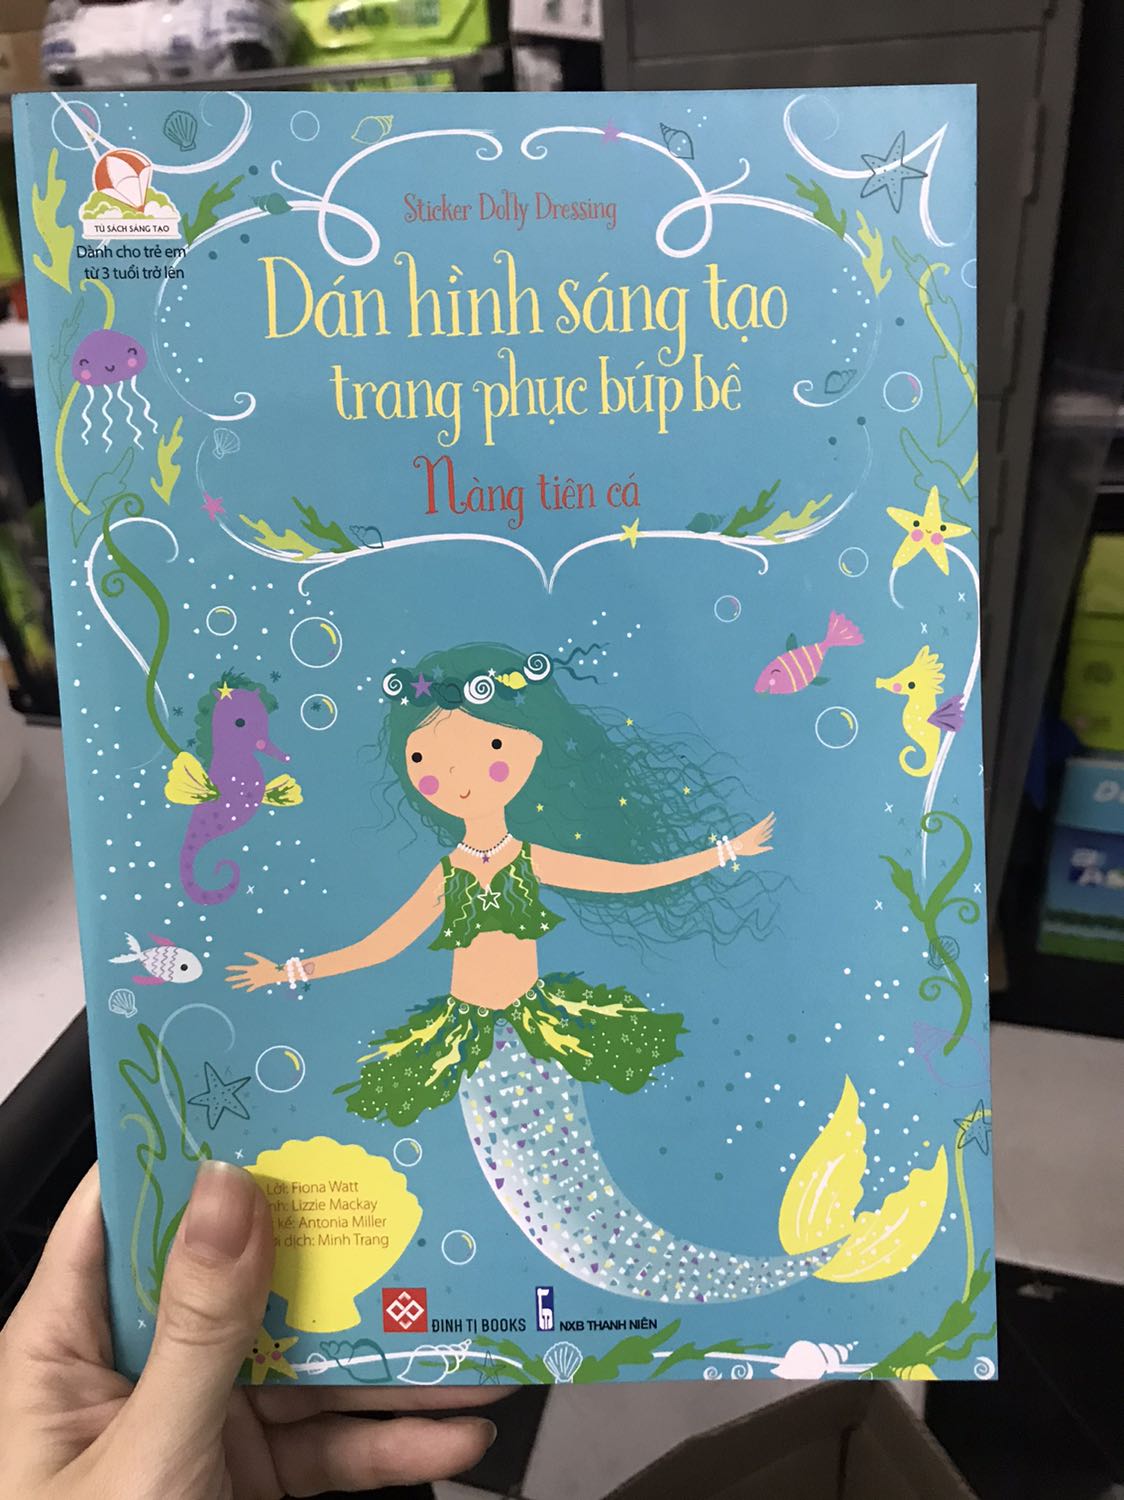 TỦ SÁCH SÁNG TẠO
Dành cho trẻ em
từ 3 tuổi trở lên
Sticker Dolly Dressing
Dán hình sáng tạo
trang phục búp bê
Nàng tiên cá
Lời: Fiona Watt
Lizzie Mackay
kế: Antonia Miller
dịch: Minh Trang
ĐINH TỊ BOOKS
NXB THANH NIÊN